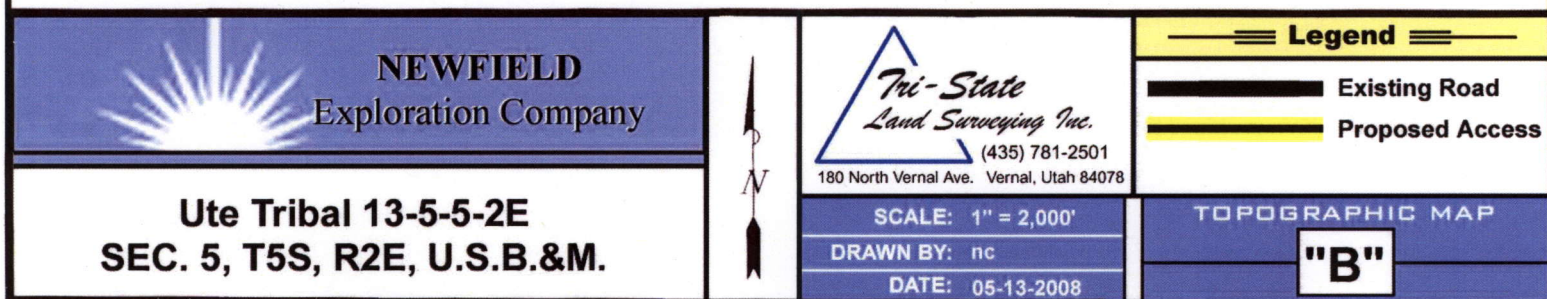 NEWFIELD
Exploration Company
Ute Tribal 13-5-5-2E
SEC. 5, T5S, R2E, U.S.B.&M.
N
Tri-State
Land Surveying Inc.
(435) 781-2501
180 North Vernal Ave. Vernal, Utah 84078
SCALE: 1" = 2,000'
DRAWN BY: nc
DATE: 05-13-2008
Legend
Existing Road
Proposed Access
TOPOGRAPHIC MAP
"B"